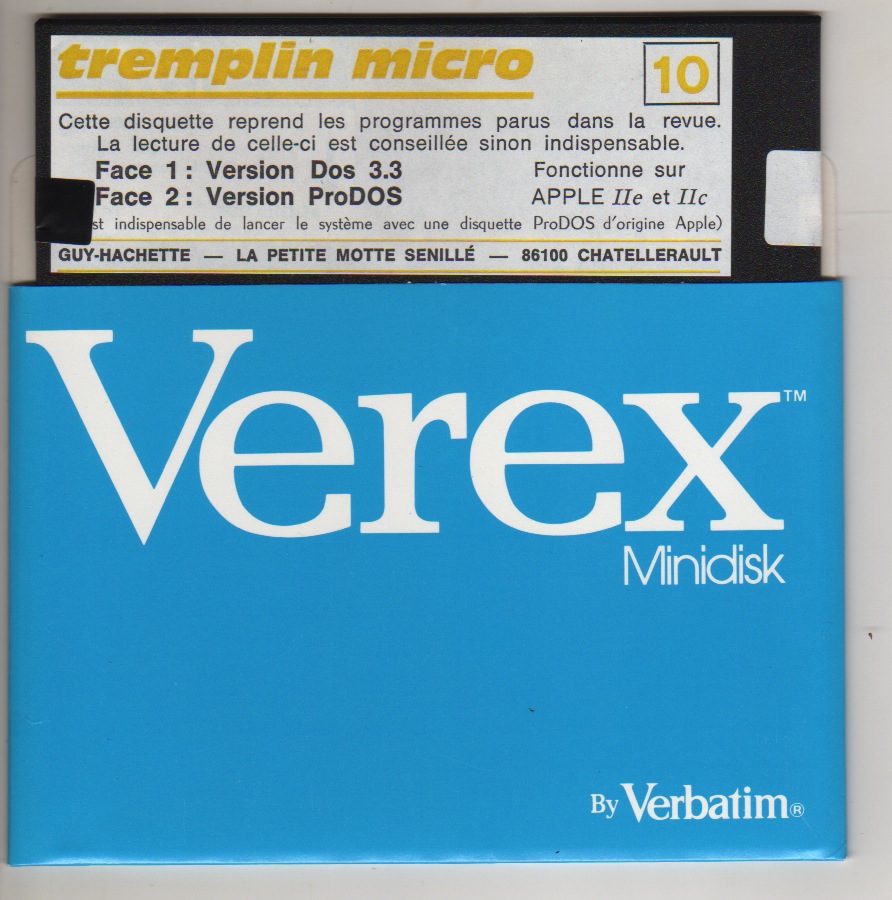 tremplin micro
10
Cette disquette reprend les programmes parus dans la revue.
La lecture de celle-ci est conseillée sinon indispensable.
Face 1 : Version Dos 3.3
Fonctionne sur
Face 2 : Version ProDOS
APPLE IIe et IIc
st indispensable de lancer le système avec une disquette ProDOS d'origine Apple)
GUY-HACHETTE — LA PETITE MOTTE SENILLÉ — 86100 CHATELLERAULT
Verex™
Minidisk
By Verbatim®